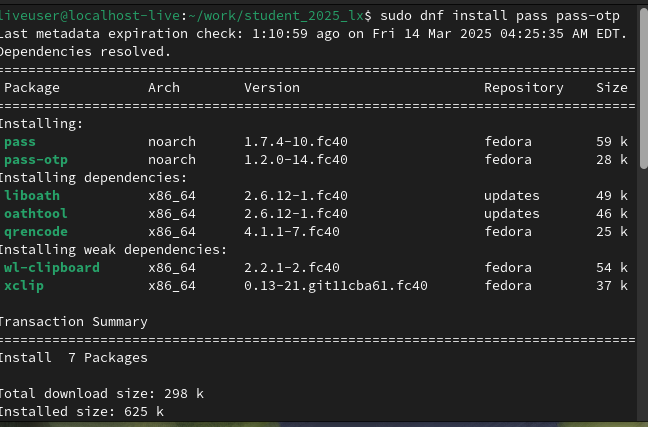 liveuser@localhost-live:~/work/student_2025_lx$ sudo dnf install pass pass-otp
Last metadata expiration check: 1:10:59 ago on Fri 14 Mar 2025 04:25:35 AM EDT.
Dependencies resolved.
================================================================================
Package Arch Version Repository Size
================================================================================
Installing:
pass noarch 1.7.4-10.fc40 fedora 59 k
pass-otp noarch 1.2.0-14.fc40 fedora 28 k
Installing dependencies:
liboath x86_64 2.6.12-1.fc40 updates 49 k
oathtool x86_64 2.6.12-1.fc40 updates 46 k
qrencode x86_64 4.1.1-7.fc40 fedora 25 k
Installing weak dependencies:
wl-clipboard x86_64 2.2.1-2.fc40 fedora 54 k
xclip x86_64 0.13-21.git11cba61.fc40 fedora 37 k
Transaction Summary
================================================================================
Install 7 Packages
Total download size: 298 k
Installed size: 625 k